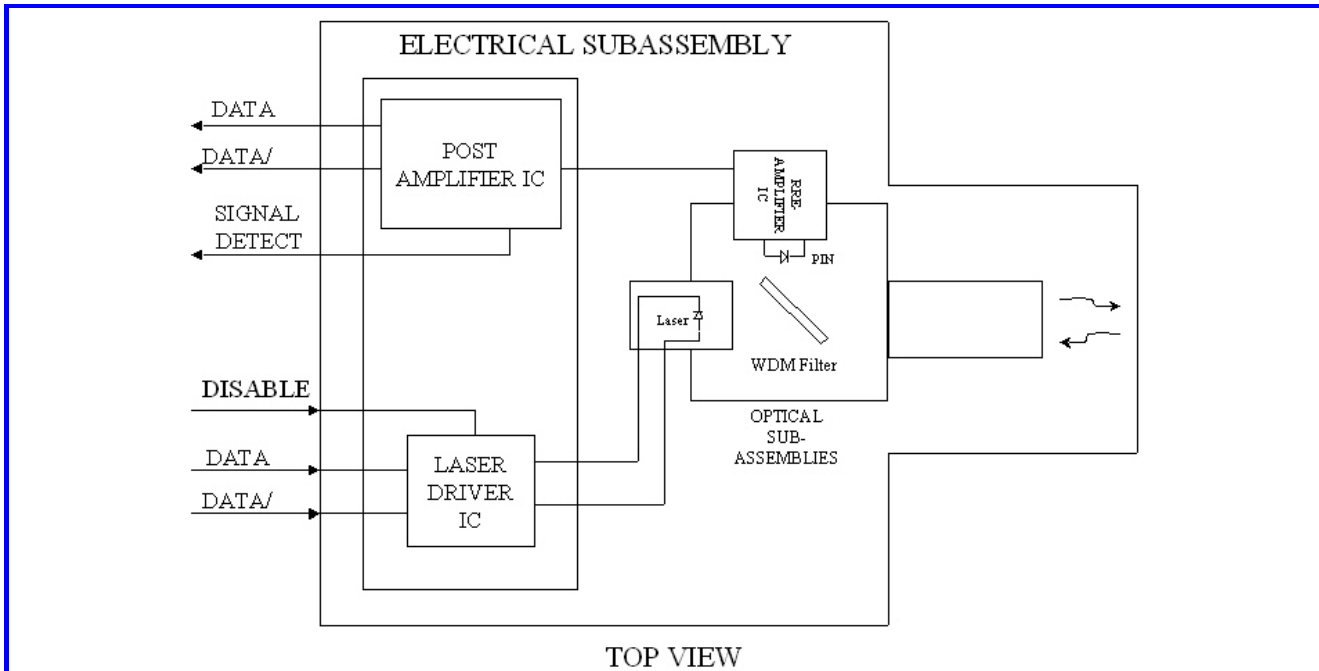 ELECTRICAL SUBASSEMBLY
DATA
DATA/
SIGNAL
DETECT
POST
AMPLIFIER IC
RRE-
AMPLIFIER
IC
PIN
Laser
WDM Filter
OPTICAL
SUB-
ASSEMBLIES
DISABLE
DATA
DATA/
LASER
DRIVER
IC
TOP VIEW